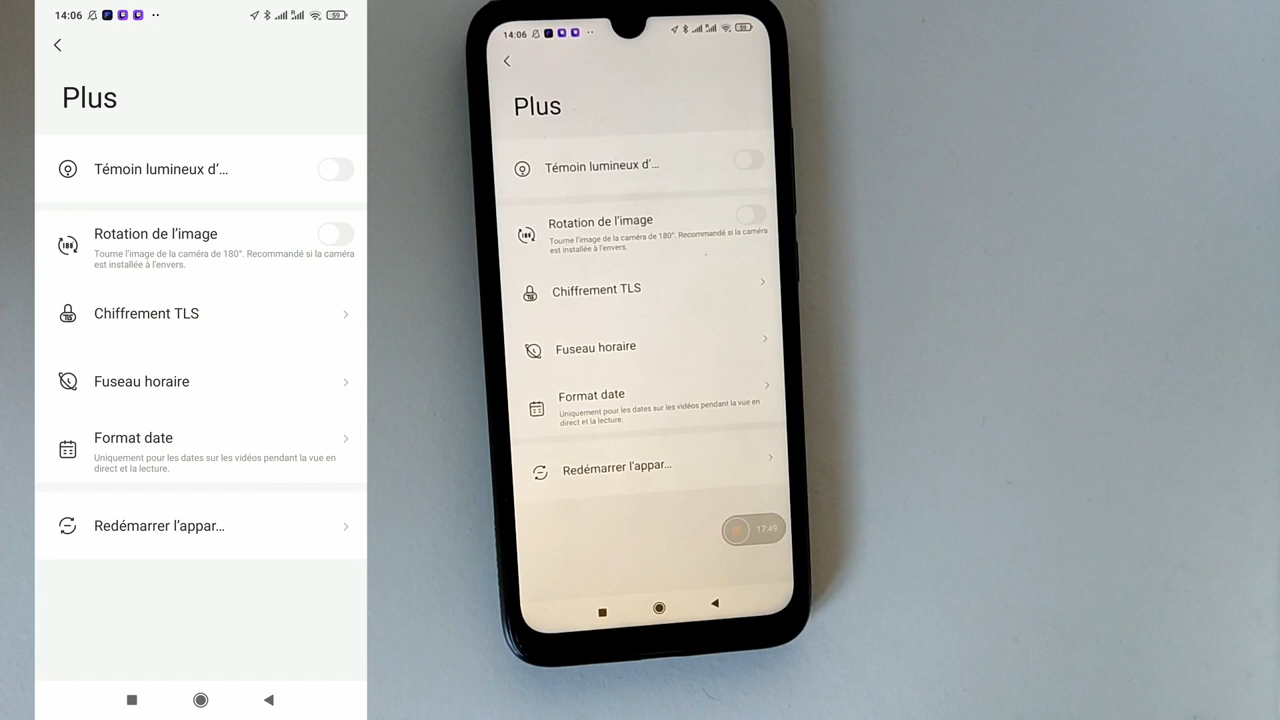 14:06
59
Plus
Témoin lumineux d'...
Rotation de l'image
Tourne l'image de la caméra de 180°. Recommandé si la caméra
est installée à l'envers.
Chiffrement TLS
Fuseau horaire
Format date
Uniquement pour les dates sur les vidéos pendant la vue en
direct et la lecture.
Redémarrer l'appar...
14:06
59
Plus
Témoin lumineux d'...
Rotation de l'image
Tourne l'image de la caméra de 180°. Recommandé si la caméra
est installée à l'envers.
Chiffrement TLS
Fuseau horaire
Format date
Uniquement pour les dates sur les vidéos pendant la vue en
direct et la lecture.
Redémarrer l'appar...
17:49